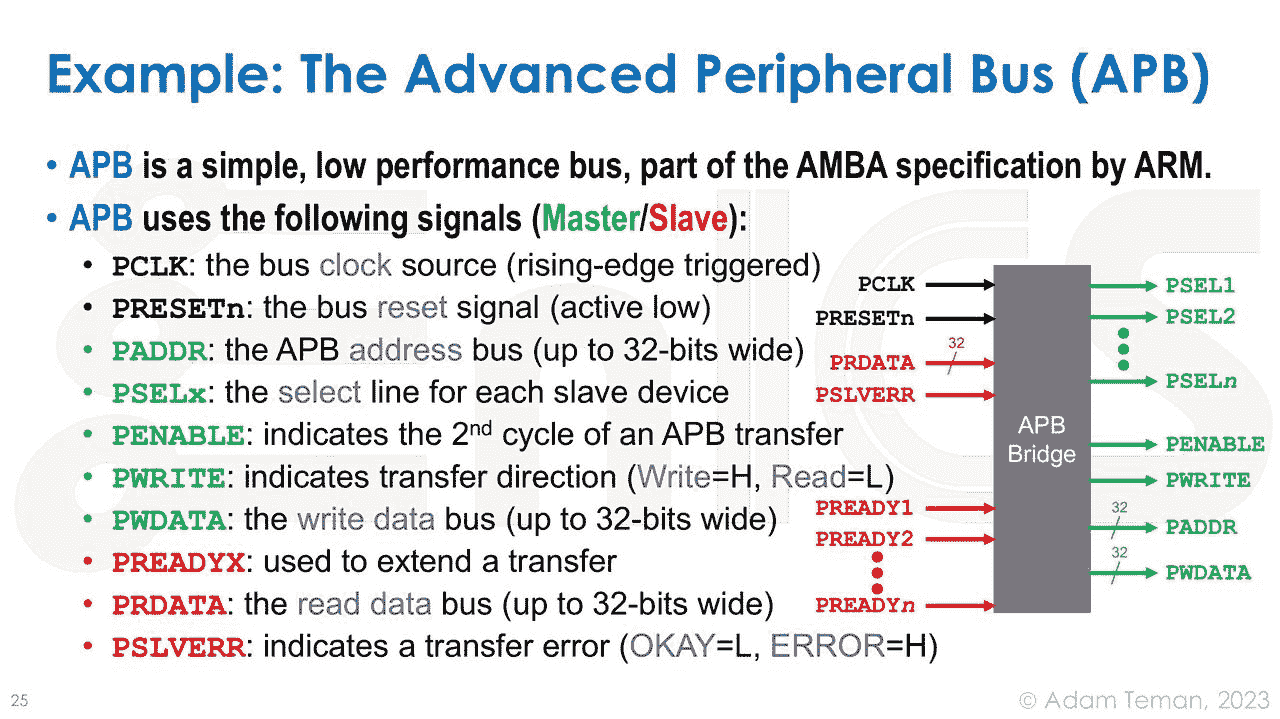 Example: The Advanced Peripheral Bus (APB)
• APB is a simple, low performance bus, part of the AMBA specification by ARM.
• APB uses the following signals (Master/Slave):
• PCLK: the bus clock source (rising-edge triggered)
• PRESETn: the bus reset signal (active low)
• PADDR: the APB address bus (up to 32-bits wide)
• PSELx: the select line for each slave device
• PENABLE: indicates the 2nd cycle of an APB transfer
• PWRITE: indicates transfer direction (Write=H, Read=L)
• PWDATA: the write data bus (up to 32-bits wide)
• PREADYX: used to extend a transfer
• PRDATA: the read data bus (up to 32-bits wide)
• PSLVERR: indicates a transfer error (OKAY=L, ERROR=H)
PCLK
PRESETn
32
PRDATA
PSLVERR
PREADY1
PREADY2
PREADYn
APB
Bridge
PSEL1
PSEL2
PSELn
PENABLE
PWRITE
32
PADDR
32
PWDATA
25
© Adam Teman, 2023
EnICS